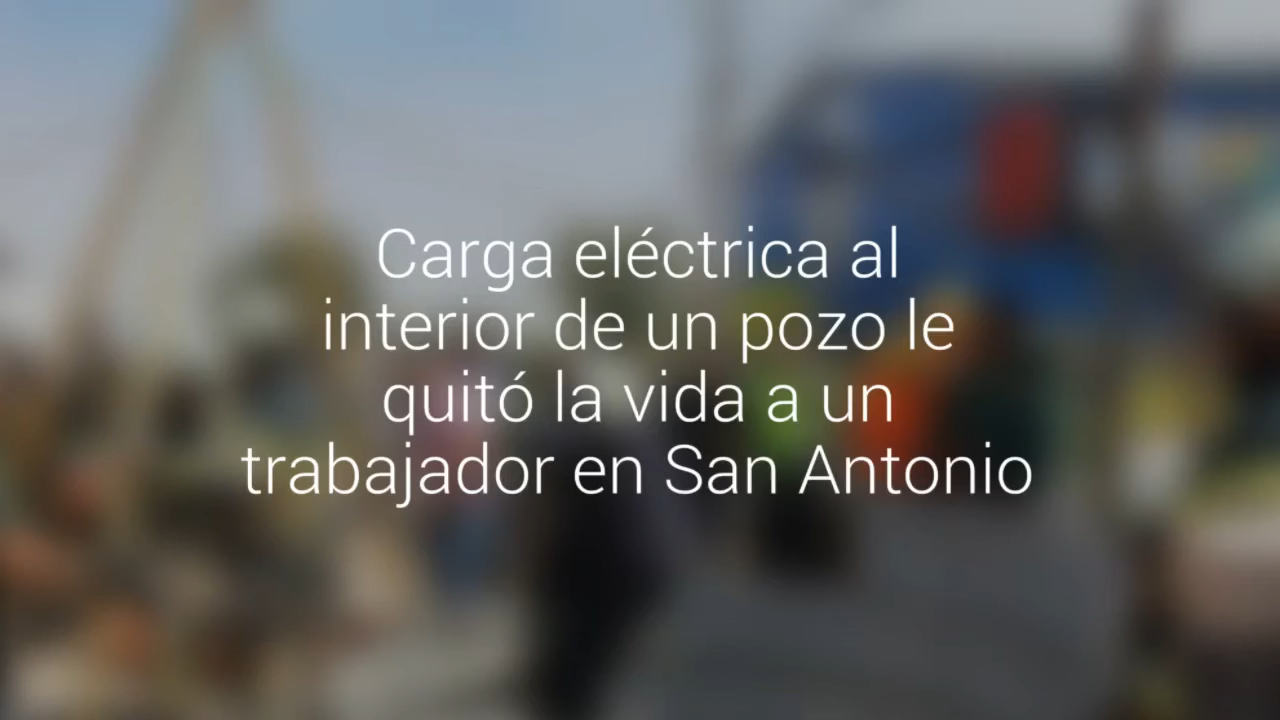 Carga eléctrica al
interior de un pozo le
quitó la vida a un
trabajador en San Antonio